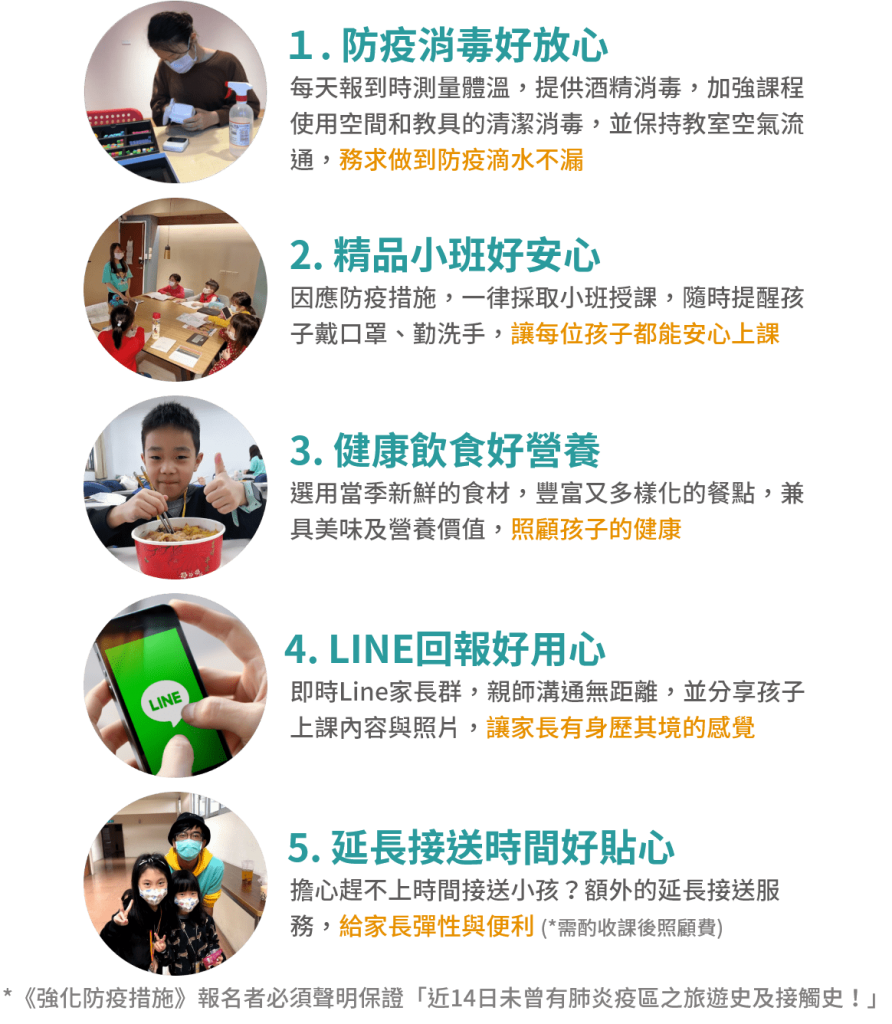 １. 防疫消毒好放心
每天報到時測量體溫，提供酒精消毒，加強課程
使用空間和教具的清潔消毒，並保持教室空氣流
通，務求做到防疫滴水不漏
2. 精品小班好安心
因應防疫措施，一律採取小班授課，隨時提醒孩
子戴口罩、勤洗手，讓每位孩子都能安心上課
3. 健康飲食好營養
選用當季新鮮的食材，豐富又多樣化的餐點，兼
具美味及營養價值，照顧孩子的健康
LINE
4. LINE回報好用心
即時Line家長群，親師溝通無距離，並分享孩子
上課內容與照片，讓家長有身歷其境的感覺
5. 延長接送時間好貼心
擔心趕不上時間接送小孩？額外的延長接送服
務，給家長彈性與便利 (*需酌收課後照顧費)
*《強化防疫措施》報名者必須聲明保證「近14日未曾有肺炎疫區之旅遊史及接觸史！」